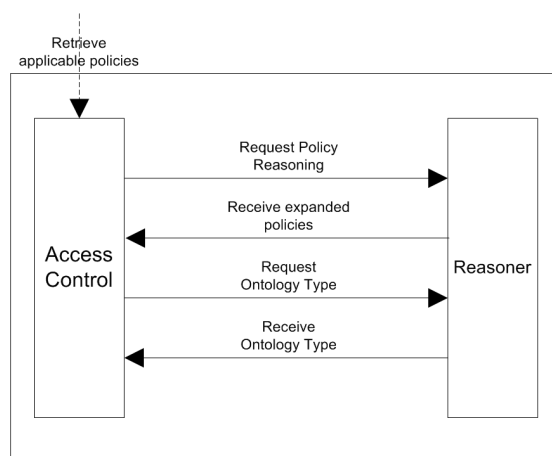 Retrieve
applicable policies
Request Policy
Reasoning
Receive expanded
policies
Access
Control
Request
Ontology Type
Reasoner
Receive
Ontology Type